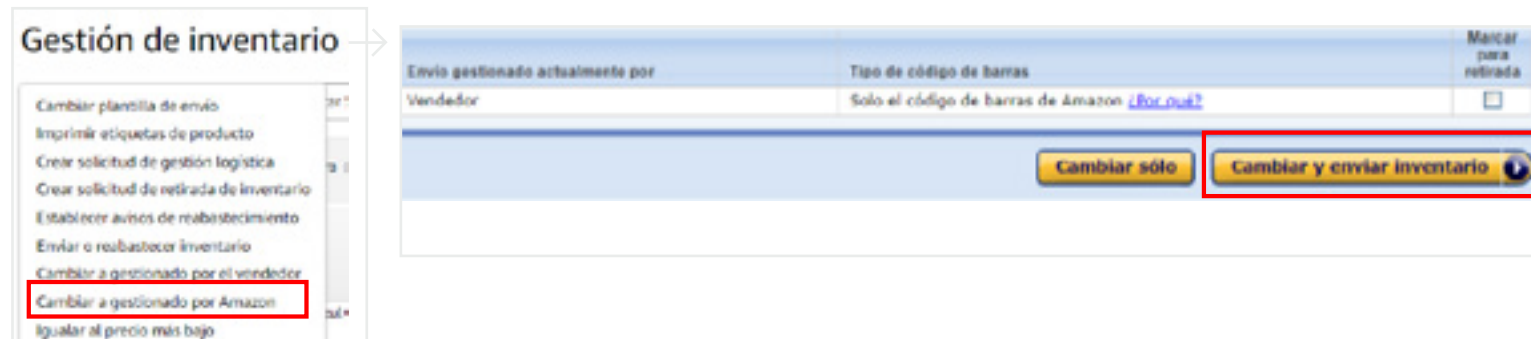 Gestión de inventario
Cambiar plantilla de envío
Imprimir etiquetas de producto
Crear solicitud de gestión logística
Crear solicitud de retirada de inventario
Establecer avisos de reabastecimiento
Enviar o reabastecer inventario
Cambiar a gestionado por el vendedor
Cambiar a gestionado por Amazon
Igualar al precio más bajo
Marcar
para
retirada
Envío gestionado actualmente por
Tipo de código de barras
Vendedor
Solo el código de barras de Amazon ¿Por qué?
Cambiar sólo
Cambiar y enviar inventario